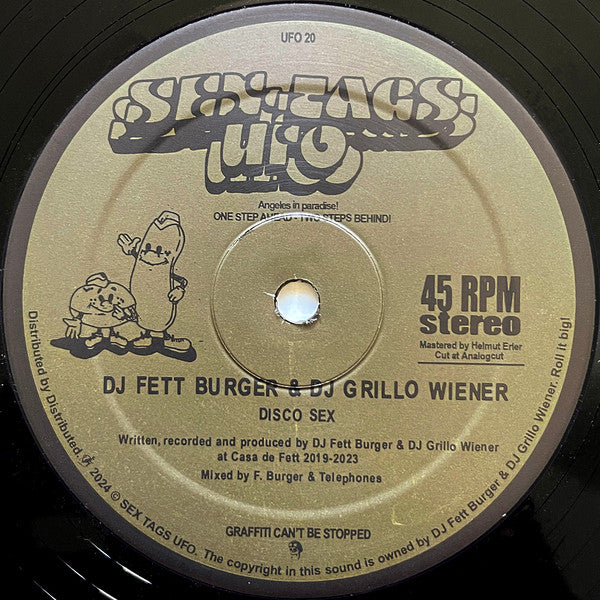 UFO 20
SEX TAGS
UFO
Angeles in paradise!
ONE STEP AHEAD - TWO STEPS BEHIND!
45 RPM
stereo
Mastered by Helmut Erler
Cut at Analogcut
DJ FETT BURGER & DJ GRILLO WIENER
DISCO SEX
Written, recorded and produced by DJ Fett Burger & DJ Grillo Wiener
at Casa de Fett 2019-2023
Mixed by F. Burger & Telephones
GRAFFITI CAN'T BE STOPPED
Distributed by Distributed. ℗ 2024 © SEX TAGS UFO. The copyright in this sound is owned by DJ Fett Burger & DJ Grillo Wiener. Roll it big!